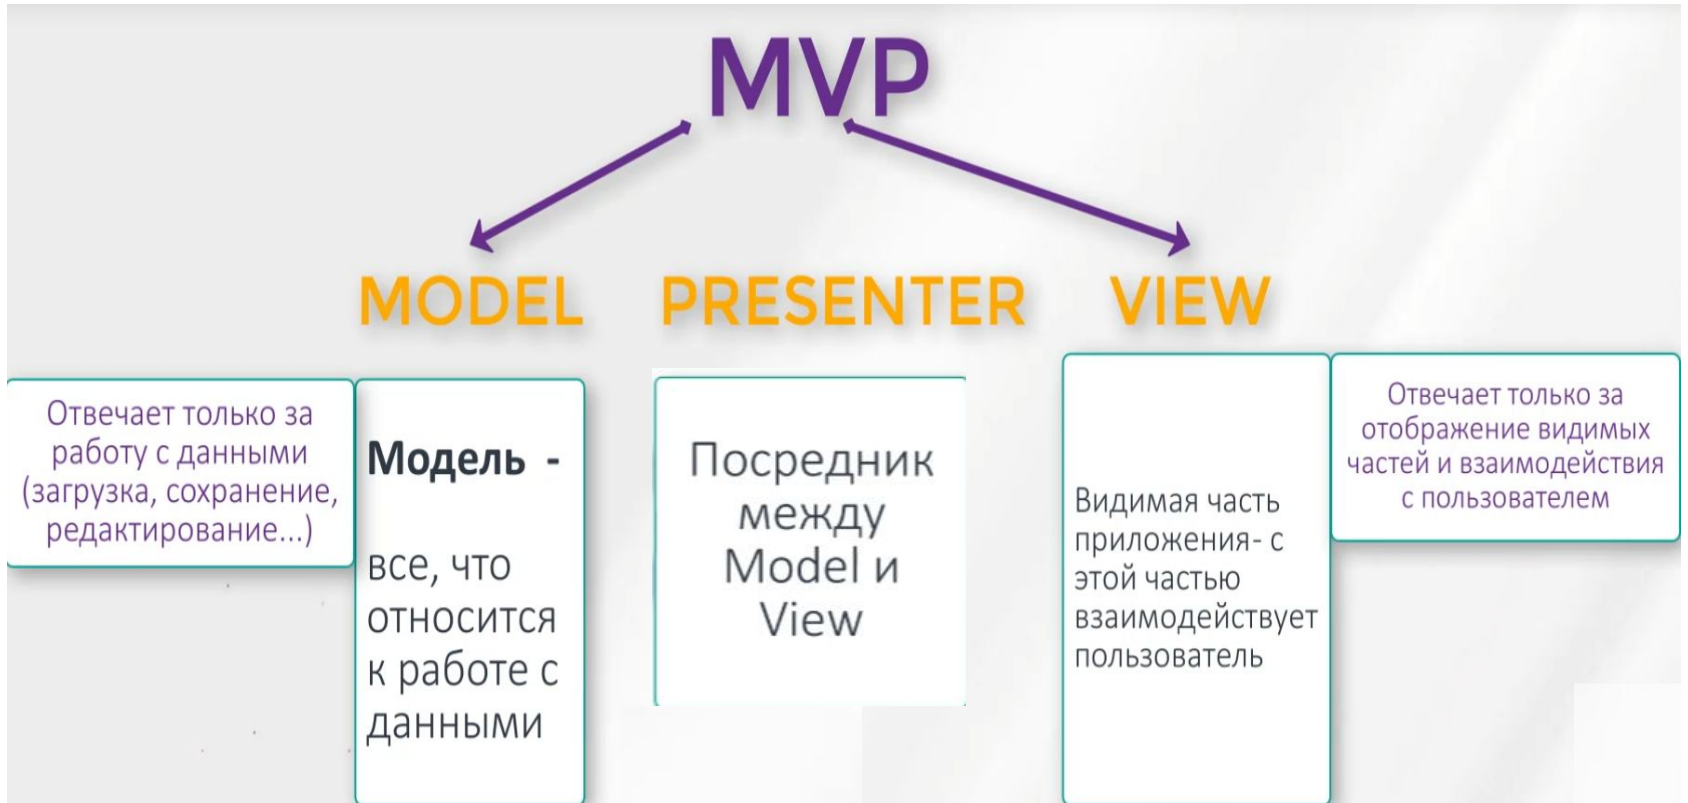 MVP
MODEL
PRESENTER
VIEW
Отвечает только за
работу с данными
(загрузка, сохранение,
редактирование...)
Модель -
все, что
относится
к работе с
данными
Посредник
между
Model и
View
Видимая часть
приложения- с
этой частью
взаимодействует
пользователь
Отвечает только за
отображение видимых
частей и взаимодействия
с пользователем